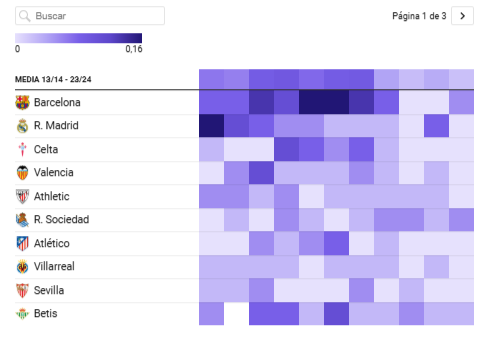 Buscar
Página 1 de 3
0 0,16
MEDIA 13/14 - 23/24
Barcelona
R. Madrid
Celta
Valencia
Athletic
R. Sociedad
Atlético
Villarreal
Sevilla
Betis